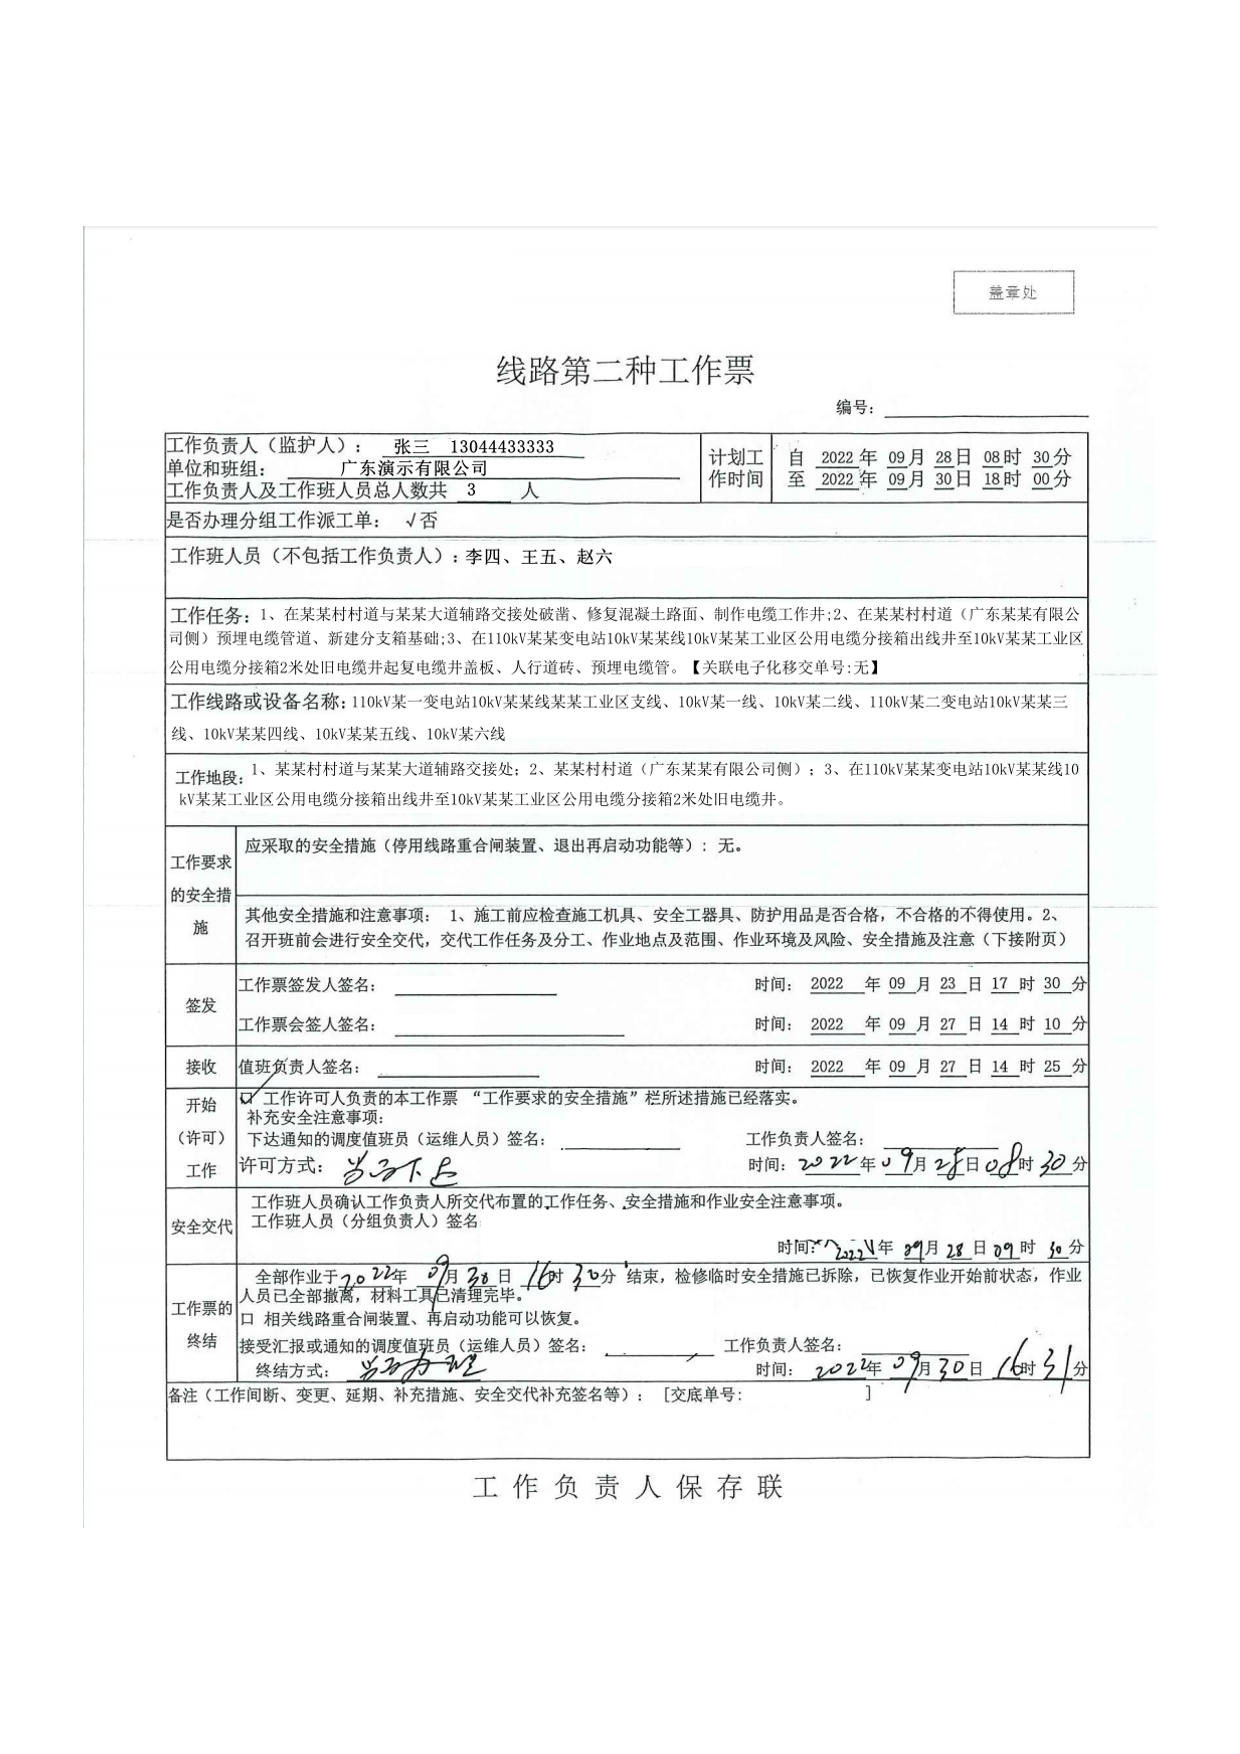 盖章处
线路第二种工作票
编号：
工作负责人（监护人）： 张三 13044433333
单位和班组： 广东演示有限公司
工作负责人及工作班人员总人数共 3 人
计划工作时间
自 2022 年 09 月 28 日 08 时 30 分
至 2022 年 09 月 30 日 18 时 00 分
是否办理分组工作派工单： √否
工作班人员（不包括工作负责人）：李四、王五、赵六
工作任务：1、在某某村村道与某某大道辅路交接处破凿、修复混凝土路面、制作电缆工作井;2、在某某村村道（广东某某有限公
司侧）预埋电缆管道、新建分支箱基础;3、在110kV某某变电站10kV某某线10kV某某工业区公用电缆分接箱出线井至10kV某某工业区
公用电缆分接箱2米处旧电缆井起复电缆井盖板、人行道砖、预埋电缆管。【关联电子化移交单号:无】
工作线路或设备名称：110kV某一变电站10kV某某线某某工业区支线、10kV某一线、10kV某二线、110kV某二变电站10kV某某三
线、10kV某某四线、10kV某某五线、10kV某六线
工作地段：1、某某村村道与某某大道辅路交接处；2、某某村村道（广东某某有限公司侧）；3、在110kV某某变电站10kV某某线10
kV某某工业区公用电缆分接箱出线井至10kV某某工业区公用电缆分接箱2米处旧电缆井。
工作要求的安全措施
应采取的安全措施（停用线路重合闸装置、退出再启动功能等）：无。
其他安全措施和注意事项： 1、施工前应检查施工机具、安全工器具、防护用品是否合格，不合格的不得使用。2、
召开班前会进行安全交代，交代工作任务及分工、作业地点及范围、作业环境及风险、安全措施及注意（下接附页）
签发
工作票签发人签名： 时间： 2022 年 09 月 23 日 17 时 30 分
工作票会签人签名： 时间： 2022 年 09 月 27 日 14 时 10 分
接收
值班负责人签名： 时间： 2022 年 09 月 27 日 14 时 25 分
开始（许可）工作
☑ 工作许可人负责的本工作票 “工作要求的安全措施”栏所述措施已经落实。
补充安全注意事项：
下达通知的调度值班员（运维人员）签名： 工作负责人签名：
许可方式： 当面下达 时间： 2022 年 09 月 28 日 08 时 30 分
安全交代
工作班人员确认工作负责人所交代布置的工作任务、安全措施和作业安全注意事项。
工作班人员（分组负责人）签名
时间： 2022 年 09 月 28 日 09 时 30 分
工作票的终结
全部作业于 2022 年 09 月 30 日 16 时 30 分 结束，检修临时安全措施已拆除，已恢复作业开始前状态，作业
人员已全部撤离，材料工具已清理完毕。
口 相关线路重合闸装置、再启动功能可以恢复。
接受汇报或通知的调度值班员（运维人员）签名： 工作负责人签名：
终结方式： 当面办理 时间： 2022 年 09 月 30 日 16 时 31 分
备注（工作间断、变更、延期、补充措施、安全交代补充签名等）： [交底单号： ]
工作负责人保存联